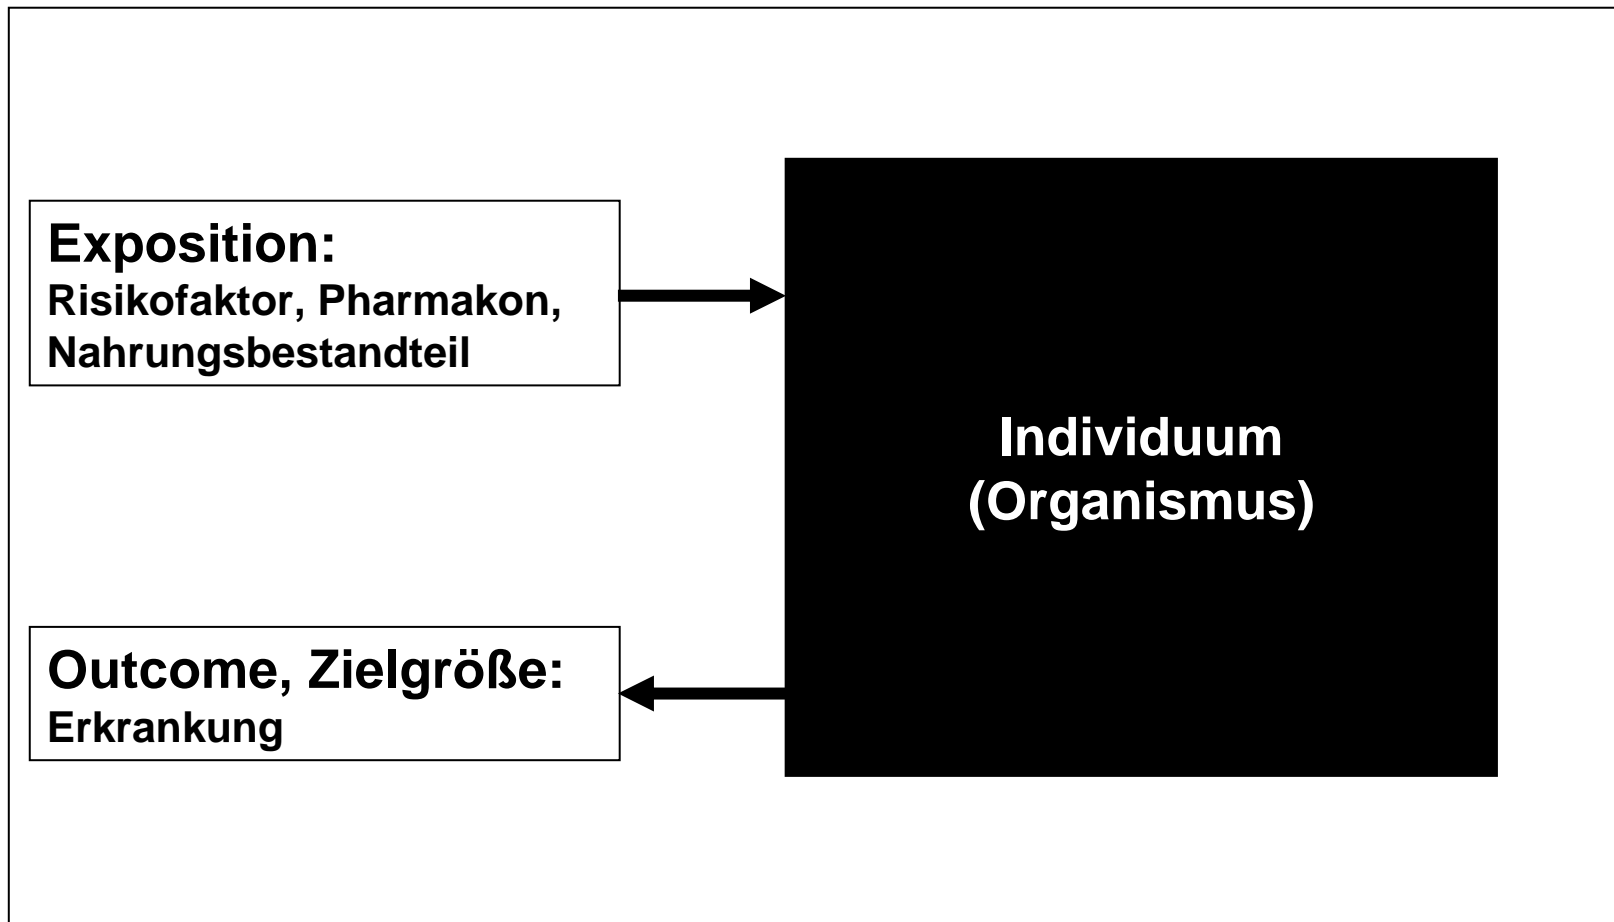 Exposition:
Risikofaktor, Pharmakon,
Nahrungsbestandteil
Individuum
(Organismus)
Outcome, Zielgröße:
Erkrankung